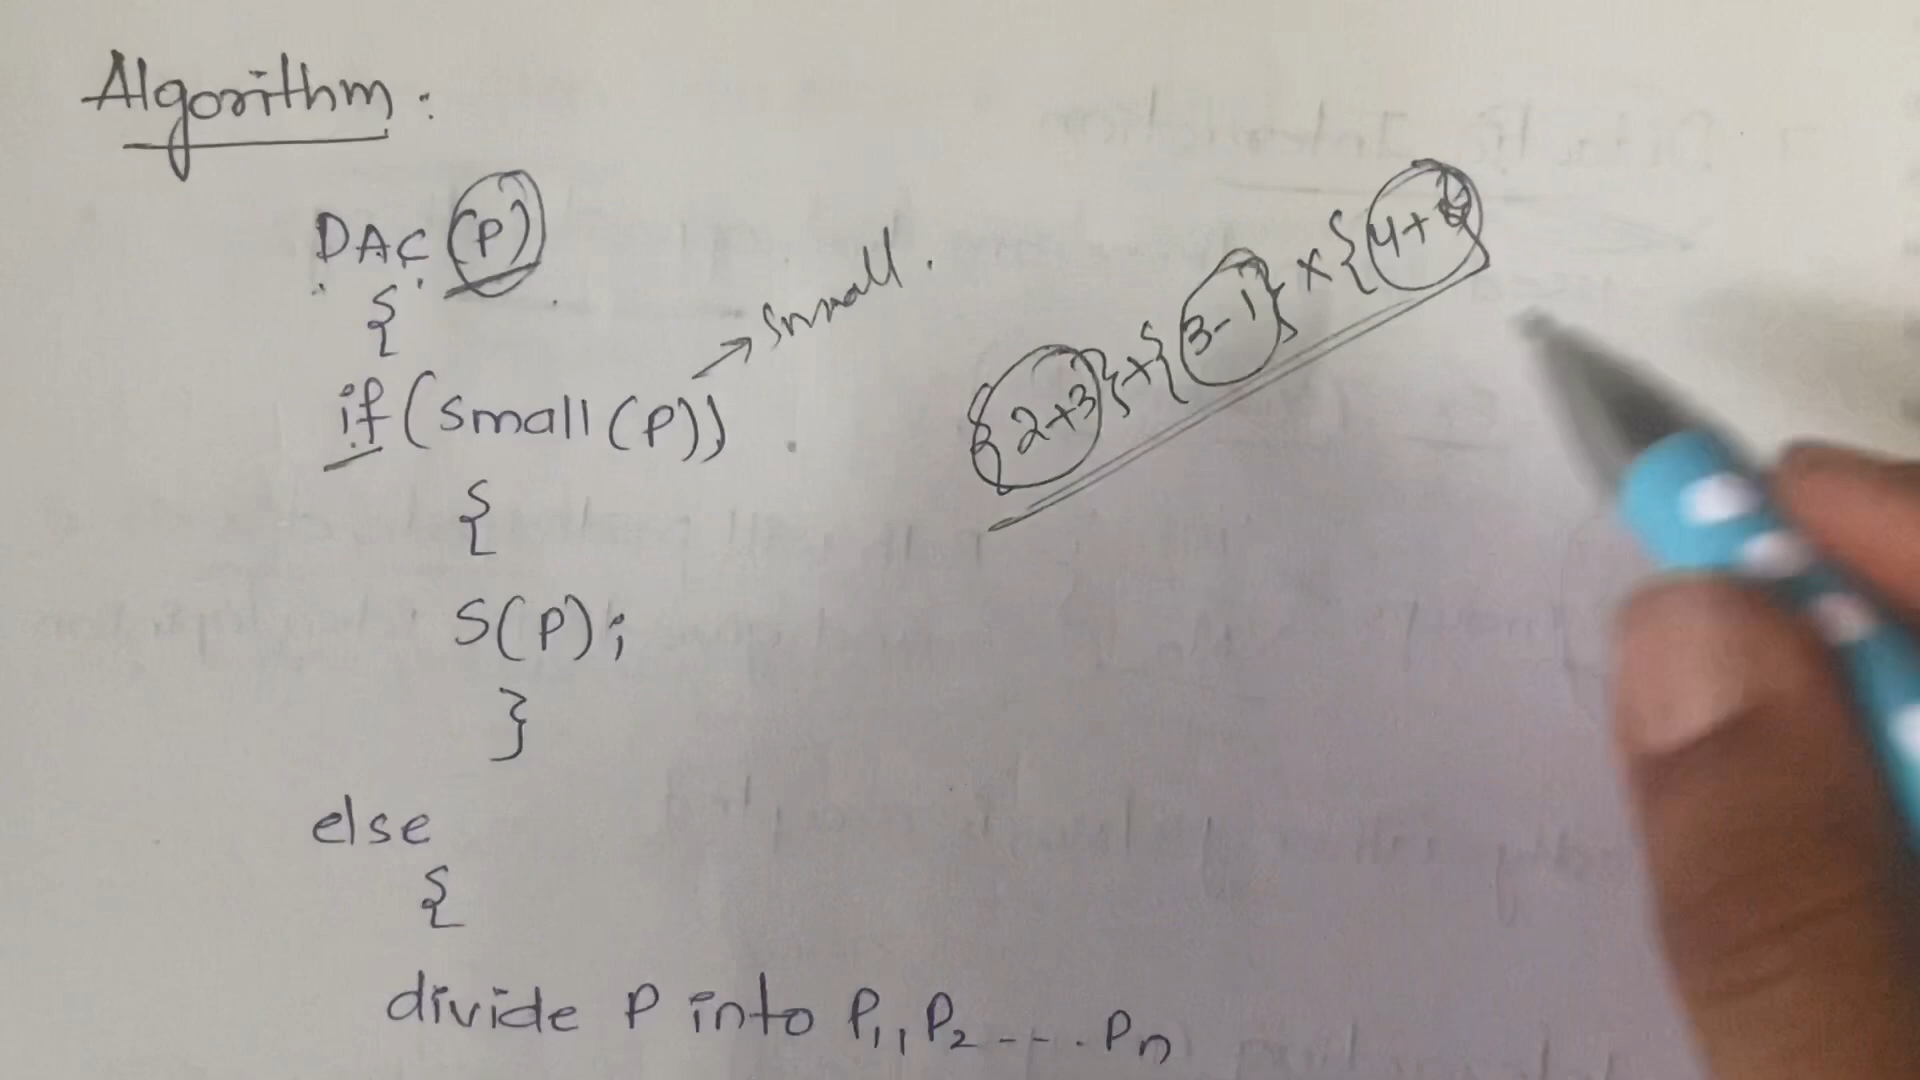 Algorithm :
DAC (P)
{
if (small (P))
→ small.
{2+3}+{3-1}×{4+
{
S(P);
}
else
{
divide P into P1, P2 ---. Pn